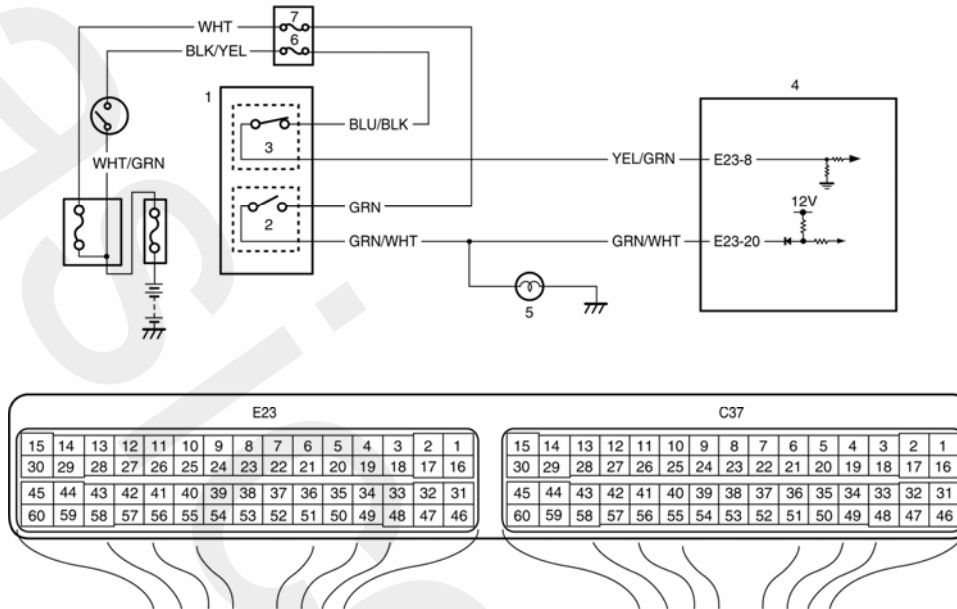 7
WHT
6
BLK/YEL
4
1
BLU/BLK
3
WHT/GRN
YEL/GRN
E23-8
12V
GRN
2
GRN/WHT
GRN/WHT
E23-20
5
E23
C37
15 14 13 12 11 10 9 8 7 6 5 4 3 2 1
15 14 13 12 11 10 9 8 7 6 5 4 3 2 1
30 29 28 27 26 25 24 23 22 21 20 19 18 17 16
30 29 28 27 26 25 24 23 22 21 20 19 18 17 16
45 44 43 42 41 40 39 38 37 36 35 34 33 32 31
45 44 43 42 41 40 39 38 37 36 35 34 33 32 31
60 59 58 57 56 55 54 53 52 51 50 49 48 47 46
60 59 58 57 56 55 54 53 52 51 50 49 48 47 46